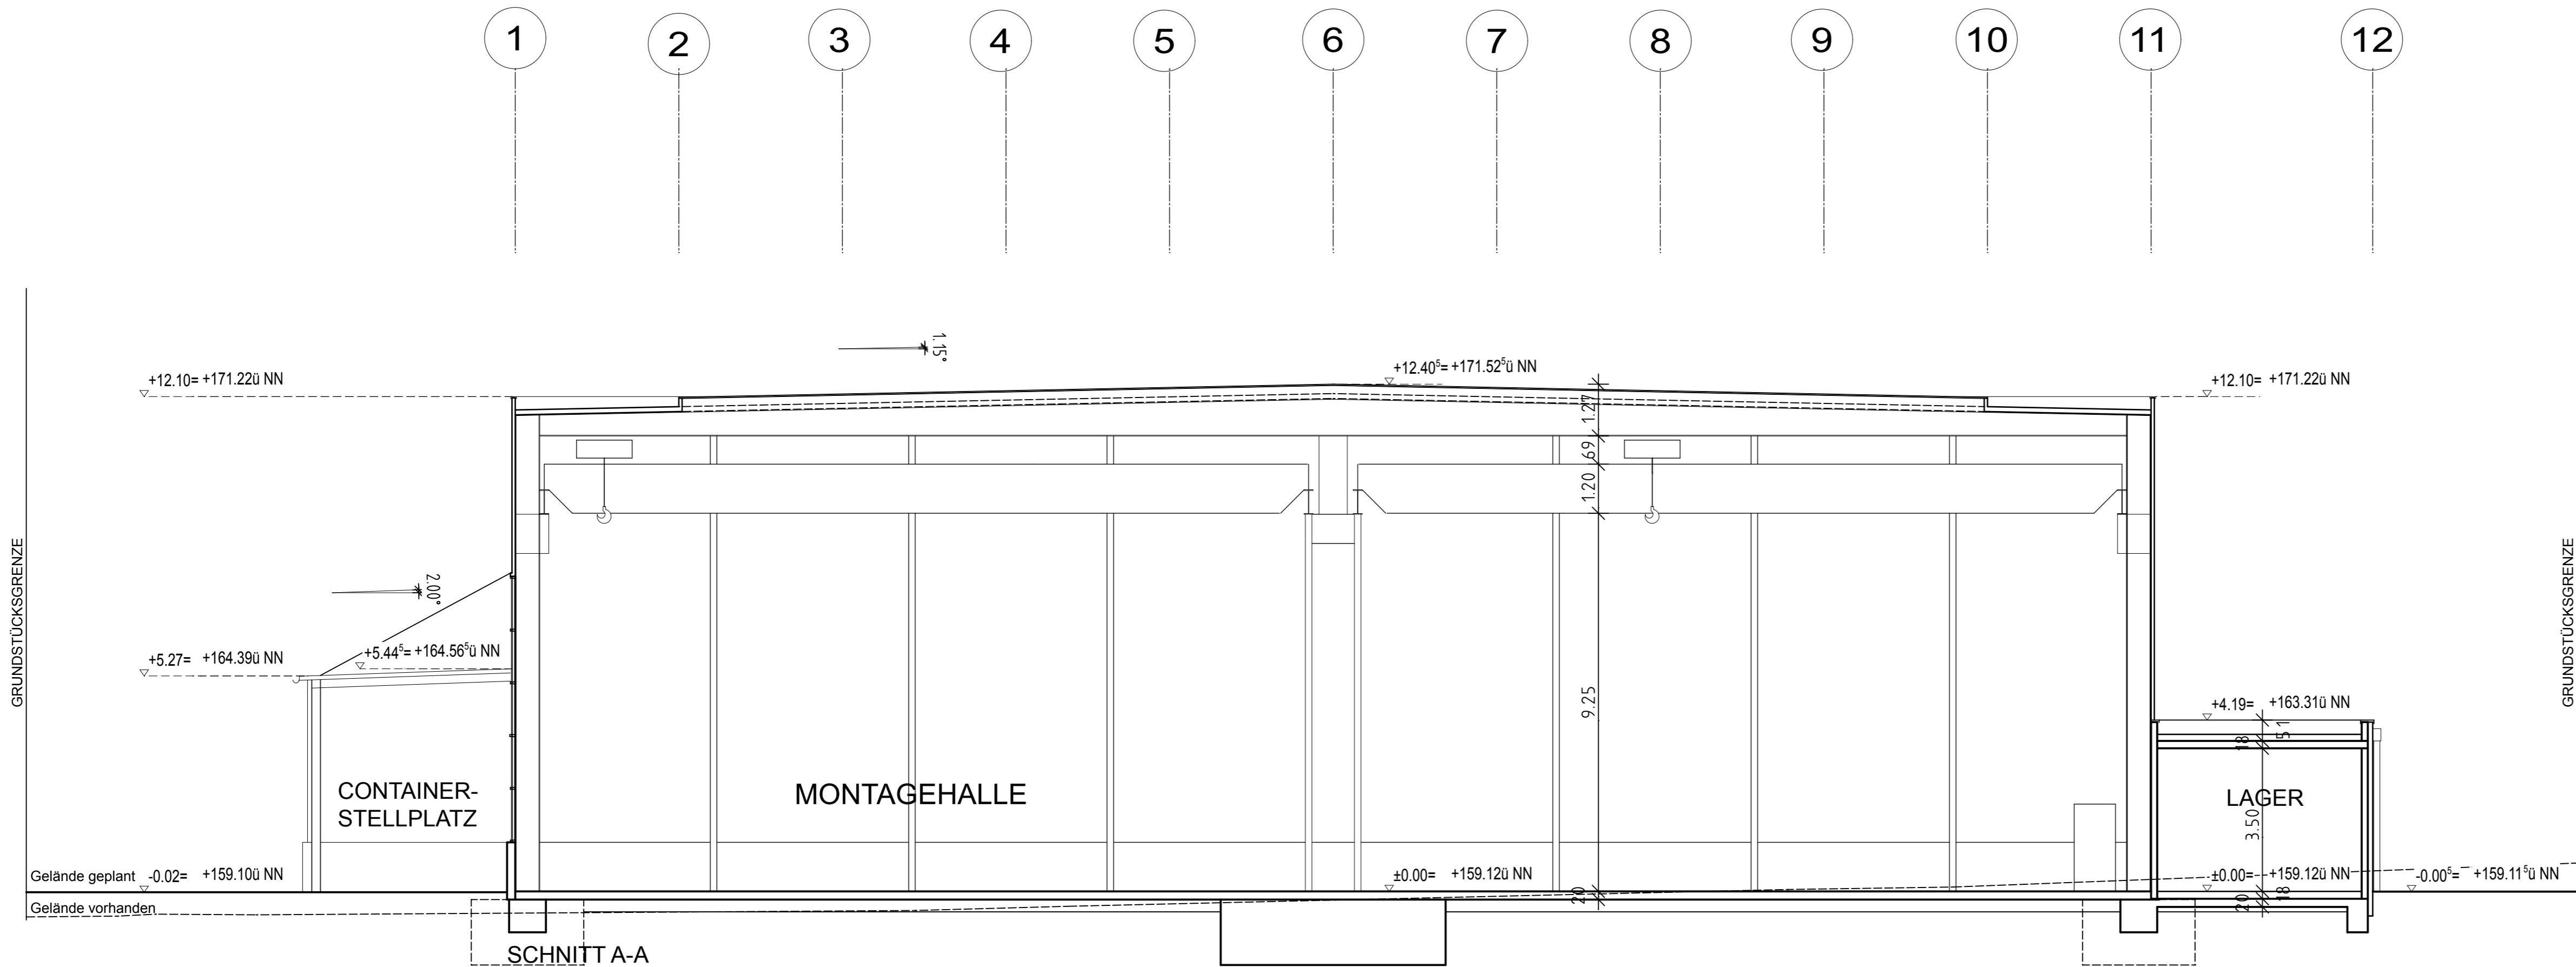 1 2 3 4 5 6 7 8 9 10 11 12
1.15°
+12.10= +171.22ü NN
+12.40⁵= +171.52⁵ü NN
+12.10= +171.22ü NN
1.27
69
1.20
9.25
20
GRUNDSTÜCKSGRENZE
GRUNDSTÜCKSGRENZE
2.00°
+5.27= +164.39ü NN
+5.44⁵= +164.56⁵ü NN
+4.19= +163.31ü NN
51
18
CONTAINER-
STELLPLATZ
MONTAGEHALLE
LAGER
3.50
Gelände geplant -0.02= +159.10ü NN
±0.00= +159.12ü NN
±0.00= +159.12ü NN
-0.00⁵= +159.11⁵ü NN
18
20
Gelände vorhanden
SCHNITT A-A